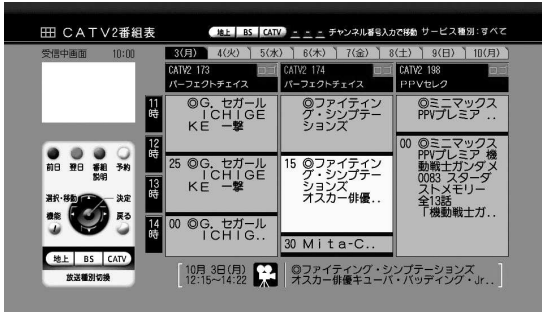 CATV2番組表
地上 BS CATV _ _ _ チャンネル番号入力で移動 サービス種別:すべて
受信中画面 10:00
3(月) 4(火) 5(水) 6(木) 7(金) 8(土) 9(日) 10(月)
CATV2 173
パーフェクトチェイス
CATV2 174
パーフェクトチェイス
CATV2 198
PPVセレク
11時
12時
13時
14時
◎G. セガール
ICHIGE
KE 一撃
25 ◎G. セガール
ICHIGE
KE 一撃
00 ◎G. セガール
ICHIG..
◎ファイティン
グ・シンプテー
ションズ
15 ◎ファイティン
グ・シンプテー
ションズ
オスカー俳優..
30 Mita-C..
◎ミニマックス
PPVプレミア ..
00 ◎ミニマックス
PPVプレミア 機
動戦士ガンダメ
0083 スターダ
ストメモリー
全13話
「機動戦士ガ..
前日 翌日 番組説明 予約
選択・移動 決定
機能 戻る
地上 BS CATV
放送種別切換
10月 3日(月)
12:15~14:22
◎ファイティング・シンプテーションズ
オスカー俳優キューバ・バッディング・Jr..